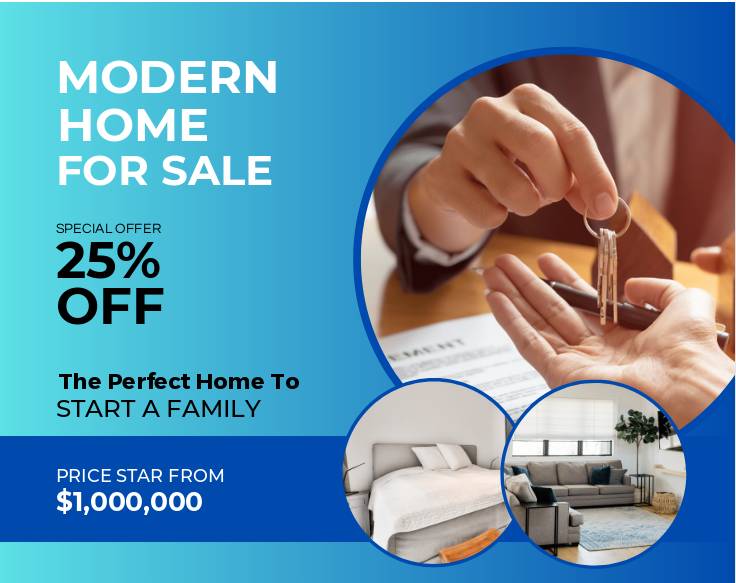 MODERN
HOME
FOR SALE
SPECIAL OFFER
25%
OFF
EMENT
The Perfect Home To
START A FAMILY
PRICE STAR FROM
$1,000,000